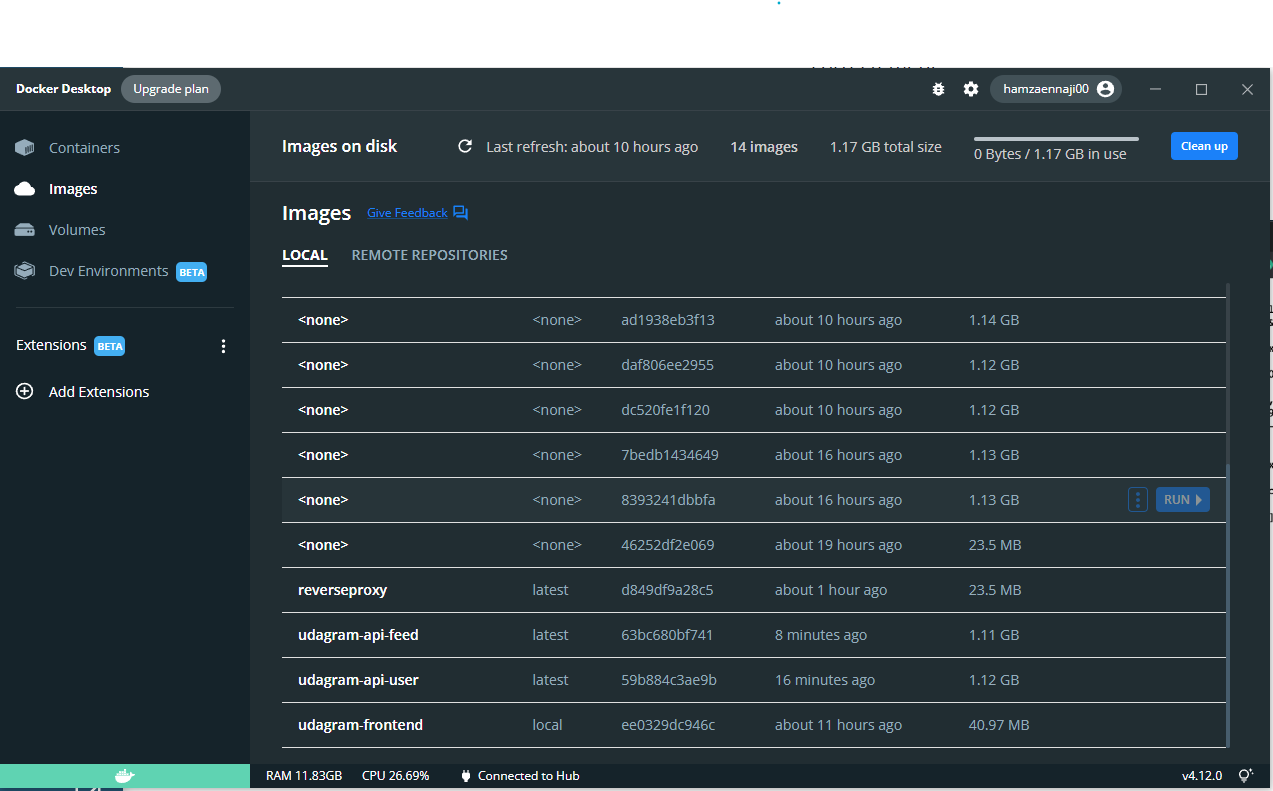 Docker Desktop Upgrade plan hamzaennaji00
Containers
Images
Volumes
Dev Environments BETA
Extensions BETA
Add Extensions
Images on disk Last refresh: about 10 hours ago 14 images 1.17 GB total size 0 Bytes / 1.17 GB in use Clean up
Images Give Feedback
LOCAL REMOTE REPOSITORIES
<none> <none> ad1938eb3f13 about 10 hours ago 1.14 GB
<none> <none> daf806ee2955 about 10 hours ago 1.12 GB
<none> <none> dc520fe1f120 about 10 hours ago 1.12 GB
<none> <none> 7bedb1434649 about 16 hours ago 1.13 GB
<none> <none> 8393241dbbfa about 16 hours ago 1.13 GB RUN
<none> <none> 46252df2e069 about 19 hours ago 23.5 MB
reverseproxy latest d849df9a28c5 about 1 hour ago 23.5 MB
udagram-api-feed latest 63bc680bf741 8 minutes ago 1.11 GB
udagram-api-user latest 59b884c3ae9b 16 minutes ago 1.12 GB
udagram-frontend local ee0329dc946c about 11 hours ago 40.97 MB
RAM 11.83GB CPU 26.69% Connected to Hub v4.12.0